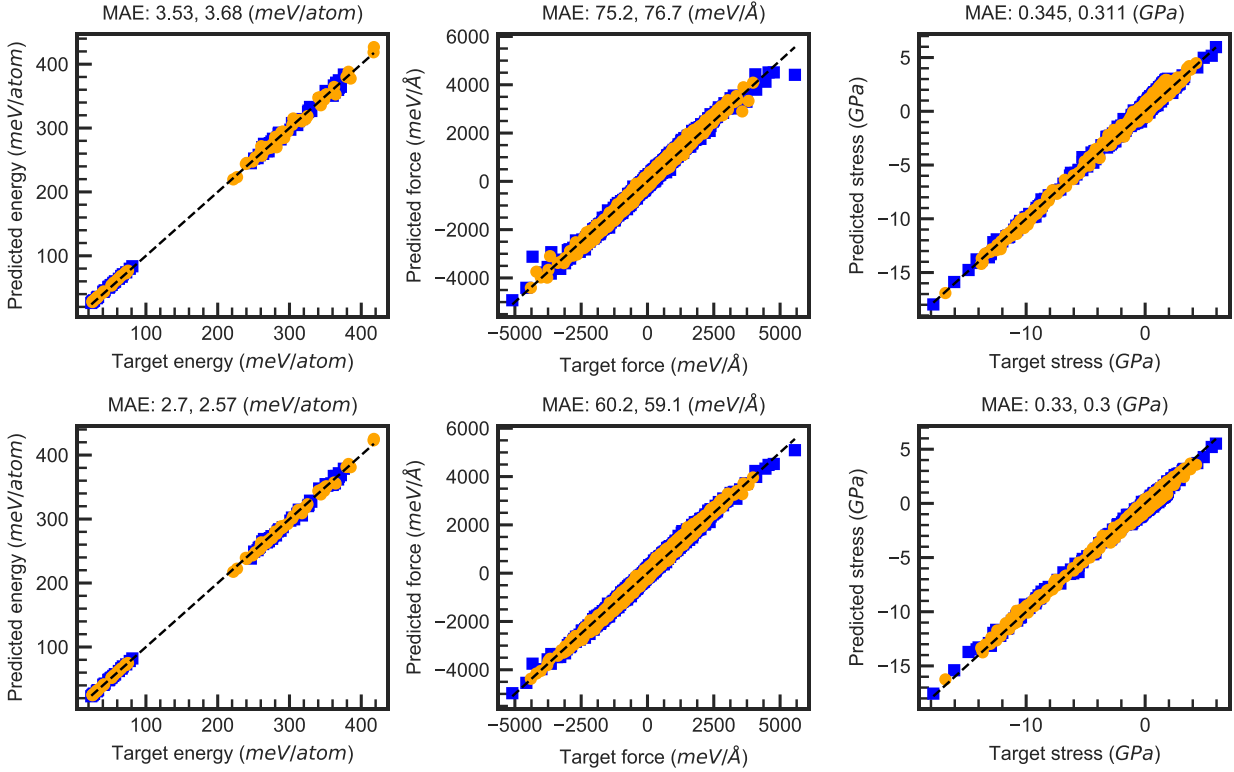 MAE: 3.53, 3.68 (meV/atom)
MAE: 75.2, 76.7 (meV/Å)
MAE: 0.345, 0.311 (GPa)
Predicted energy (meV/atom)
400
300
200
100
100 200 300 400
Target energy (meV/atom)
Predicted force (meV/Å)
6000
4000
2000
0
−2000
−4000
−5000 −2500 0 2500 5000
Target force (meV/Å)
Predicted stress (GPa)
5
0
−5
−10
−15
−10 0
Target stress (GPa)
MAE: 2.7, 2.57 (meV/atom)
MAE: 60.2, 59.1 (meV/Å)
MAE: 0.33, 0.3 (GPa)
Predicted energy (meV/atom)
400
300
200
100
100 200 300 400
Target energy (meV/atom)
Predicted force (meV/Å)
6000
4000
2000
0
−2000
−4000
−5000 −2500 0 2500 5000
Target force (meV/Å)
Predicted stress (GPa)
5
0
−5
−10
−15
−10 0
Target stress (GPa)